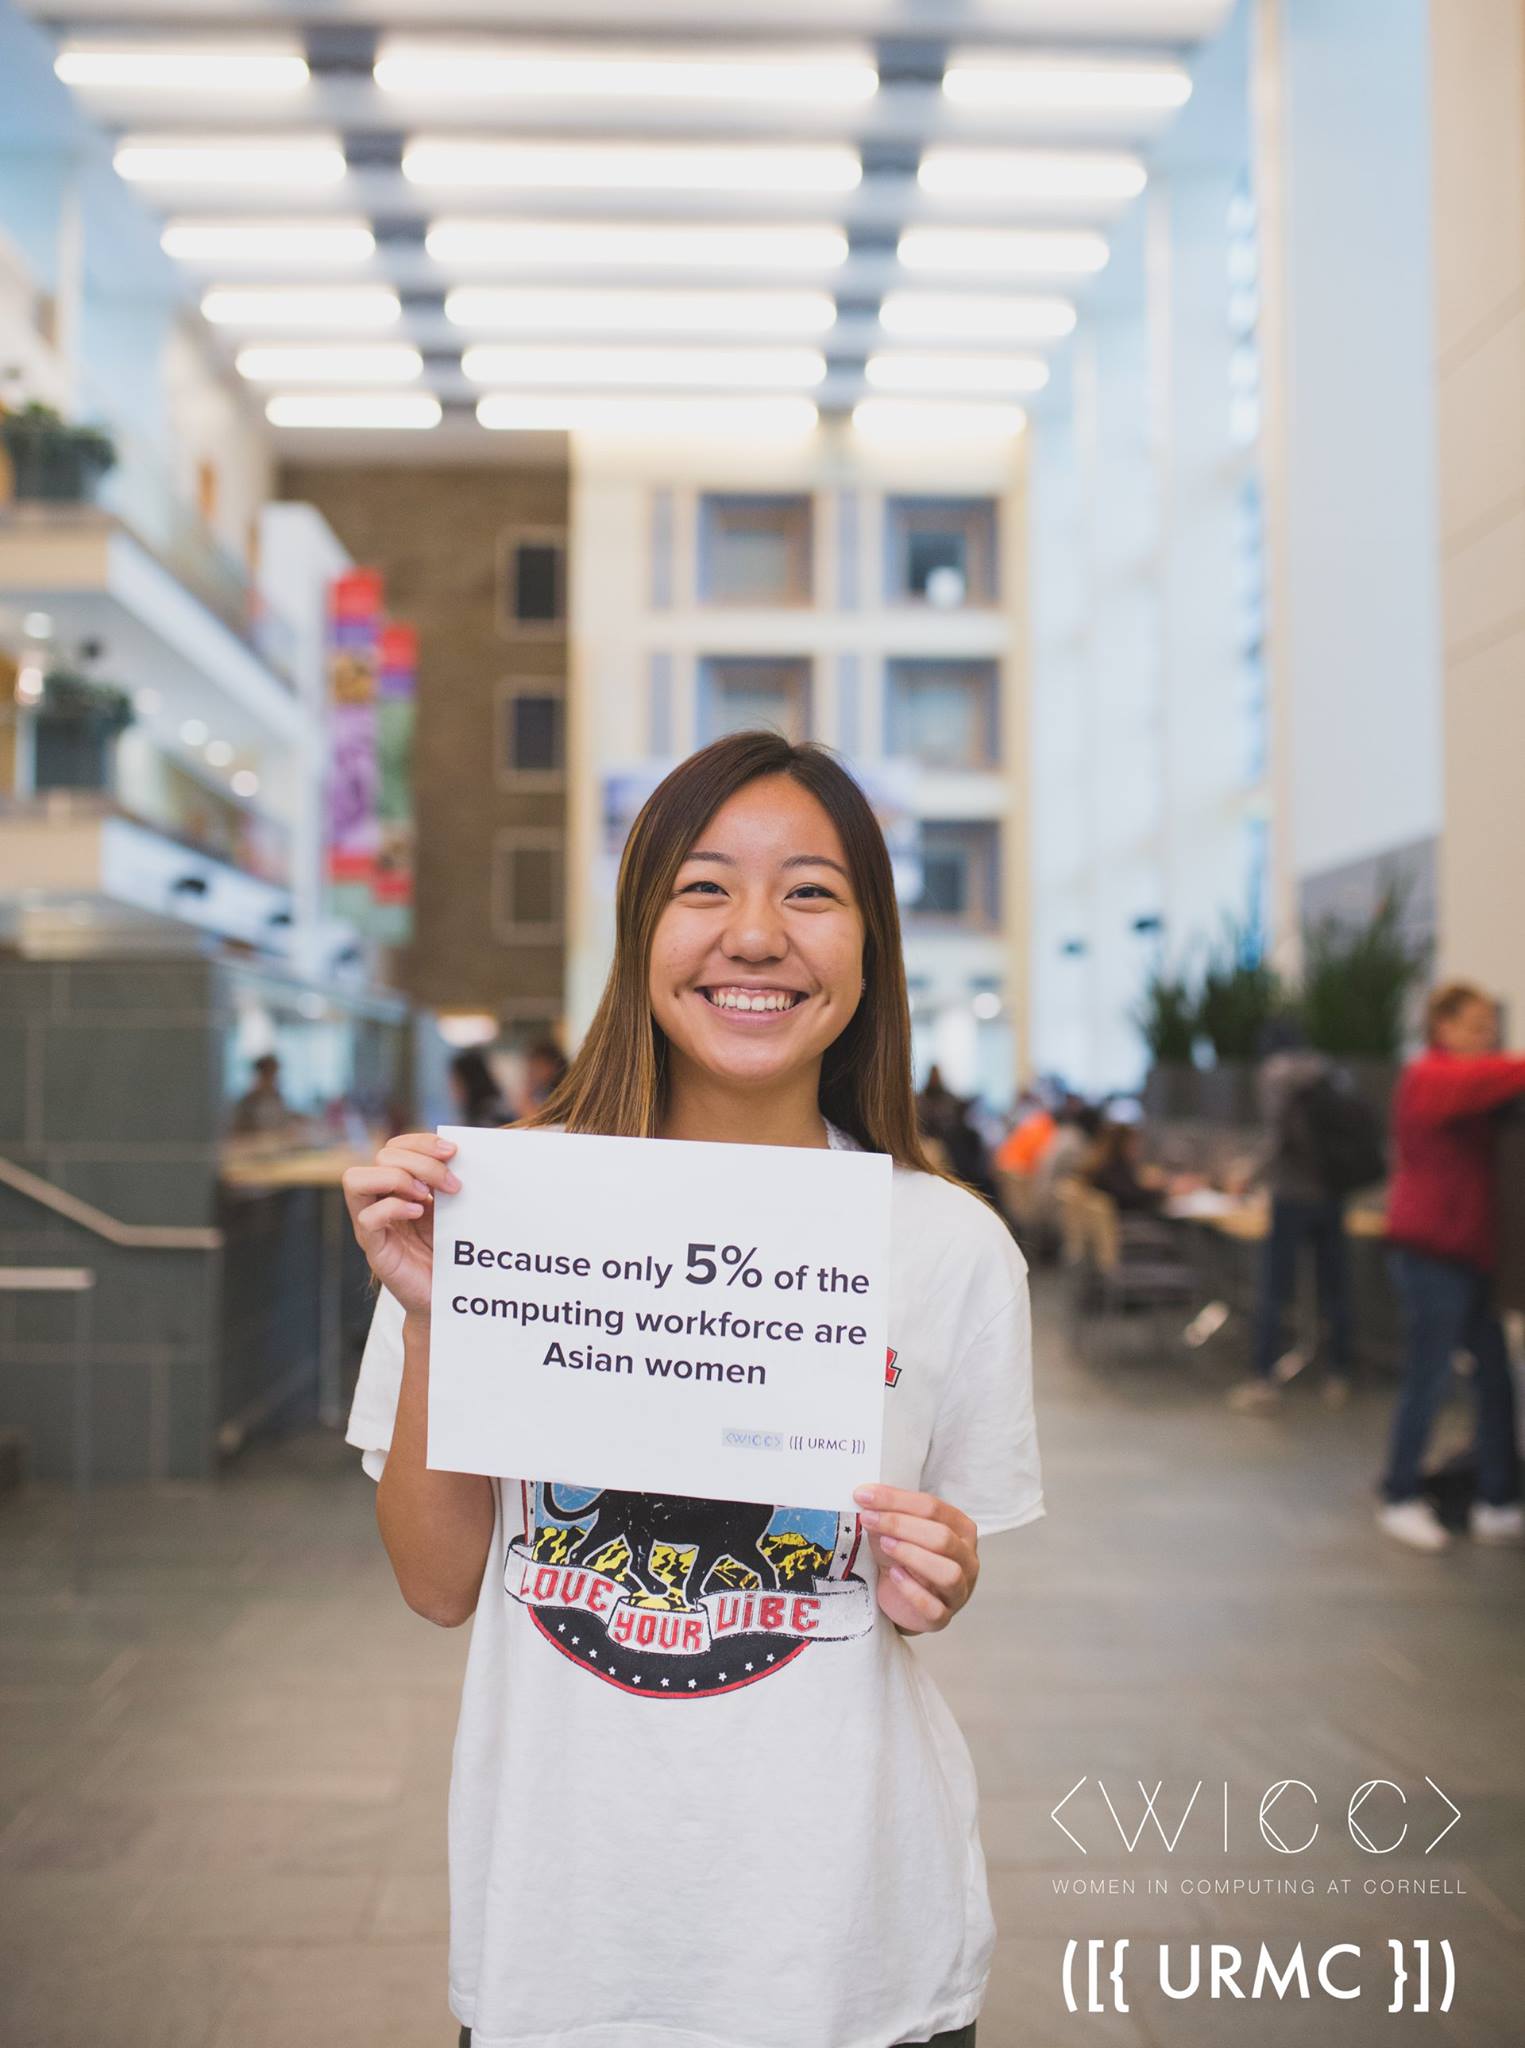 Because only 5% of the
computing workforce are
Asian women
<WICC> ([{ URMC }])
LOVE YOUR VIBE
<WICC>
WOMEN IN COMPUTING AT CORNELL
([{ URMC }])